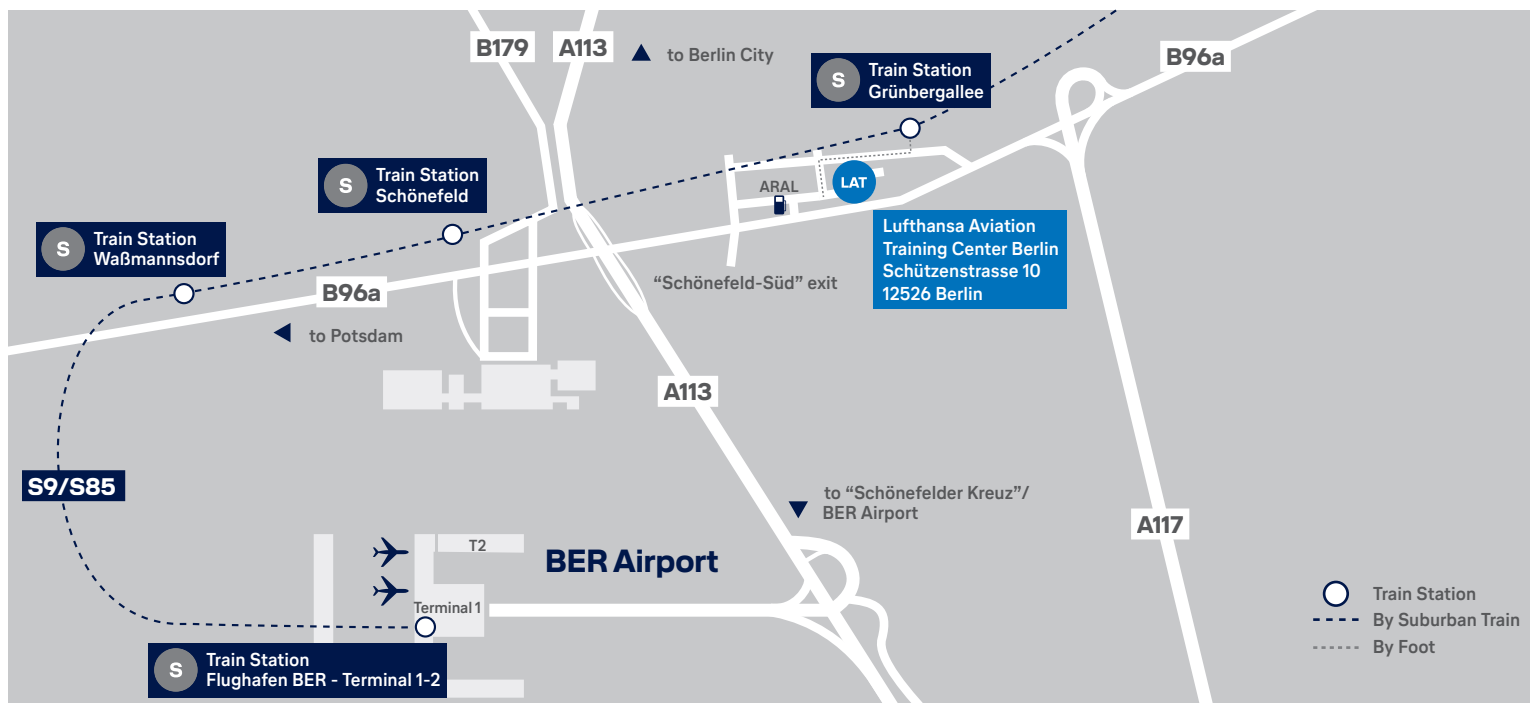 B179
A113
to Berlin City
B96a
S
Train Station
Grünbergallee
S
Train Station
Schönefeld
ARAL
LAT
S
Train Station
Waßmannsdorf
Lufthansa Aviation
Training Center Berlin
Schützenstrasse 10
12526 Berlin
“Schönefeld-Süd” exit
B96a
to Potsdam
A113
S9/S85
to “Schönefelder Kreuz”/
BER Airport
A117
T2
BER Airport
Terminal 1
S
Train Station
Flughafen BER - Terminal 1-2
Train Station
By Suburban Train
By Foot